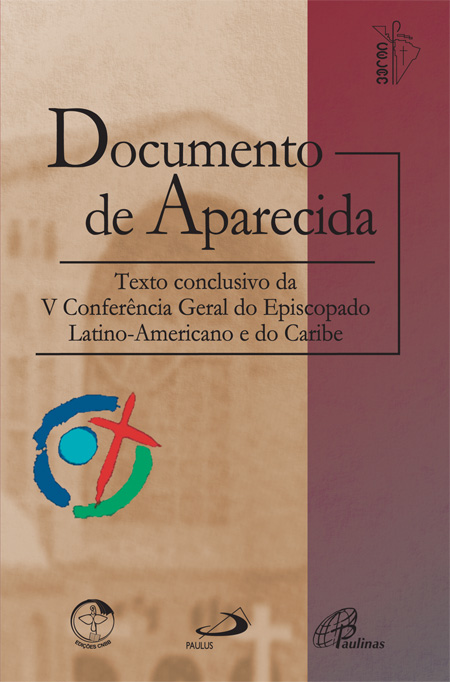 CELAM
Documento
de Aparecida
Texto conclusivo da
V Conferência Geral do Episcopado
Latino-Americano e do Caribe
EDIÇÕES CNBB
PAULUS
Paulinas